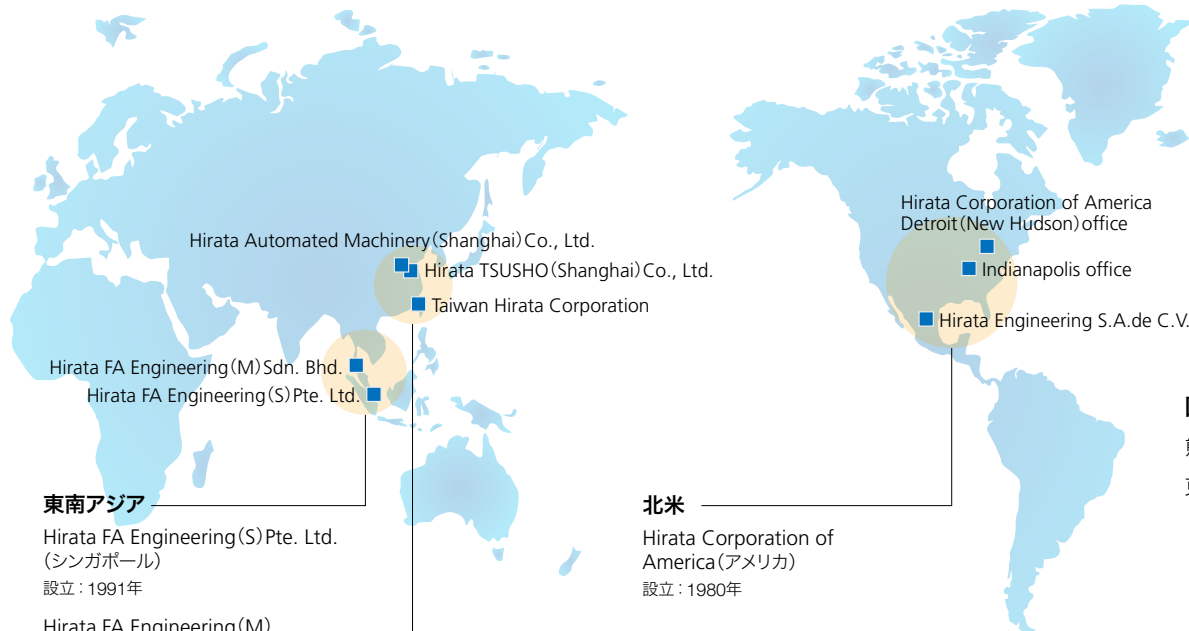 Hirata Automated Machinery(Shanghai)Co., Ltd.
Hirata TSUSHO(Shanghai)Co., Ltd.
Taiwan Hirata Corporation
Hirata FA Engineering(M)Sdn. Bhd.
Hirata FA Engineering(S)Pte. Ltd.
Hirata Corporation of America
Detroit(New Hudson)office
Indianapolis office
Hirata Engineering S.A.de C.V.
東南アジア
Hirata FA Engineering(S)Pte. Ltd.
(シンガポール)
設立：1991年
Hirata FA Engineering(M)
北米
Hirata Corporation of
America(アメリカ)
設立：1980年